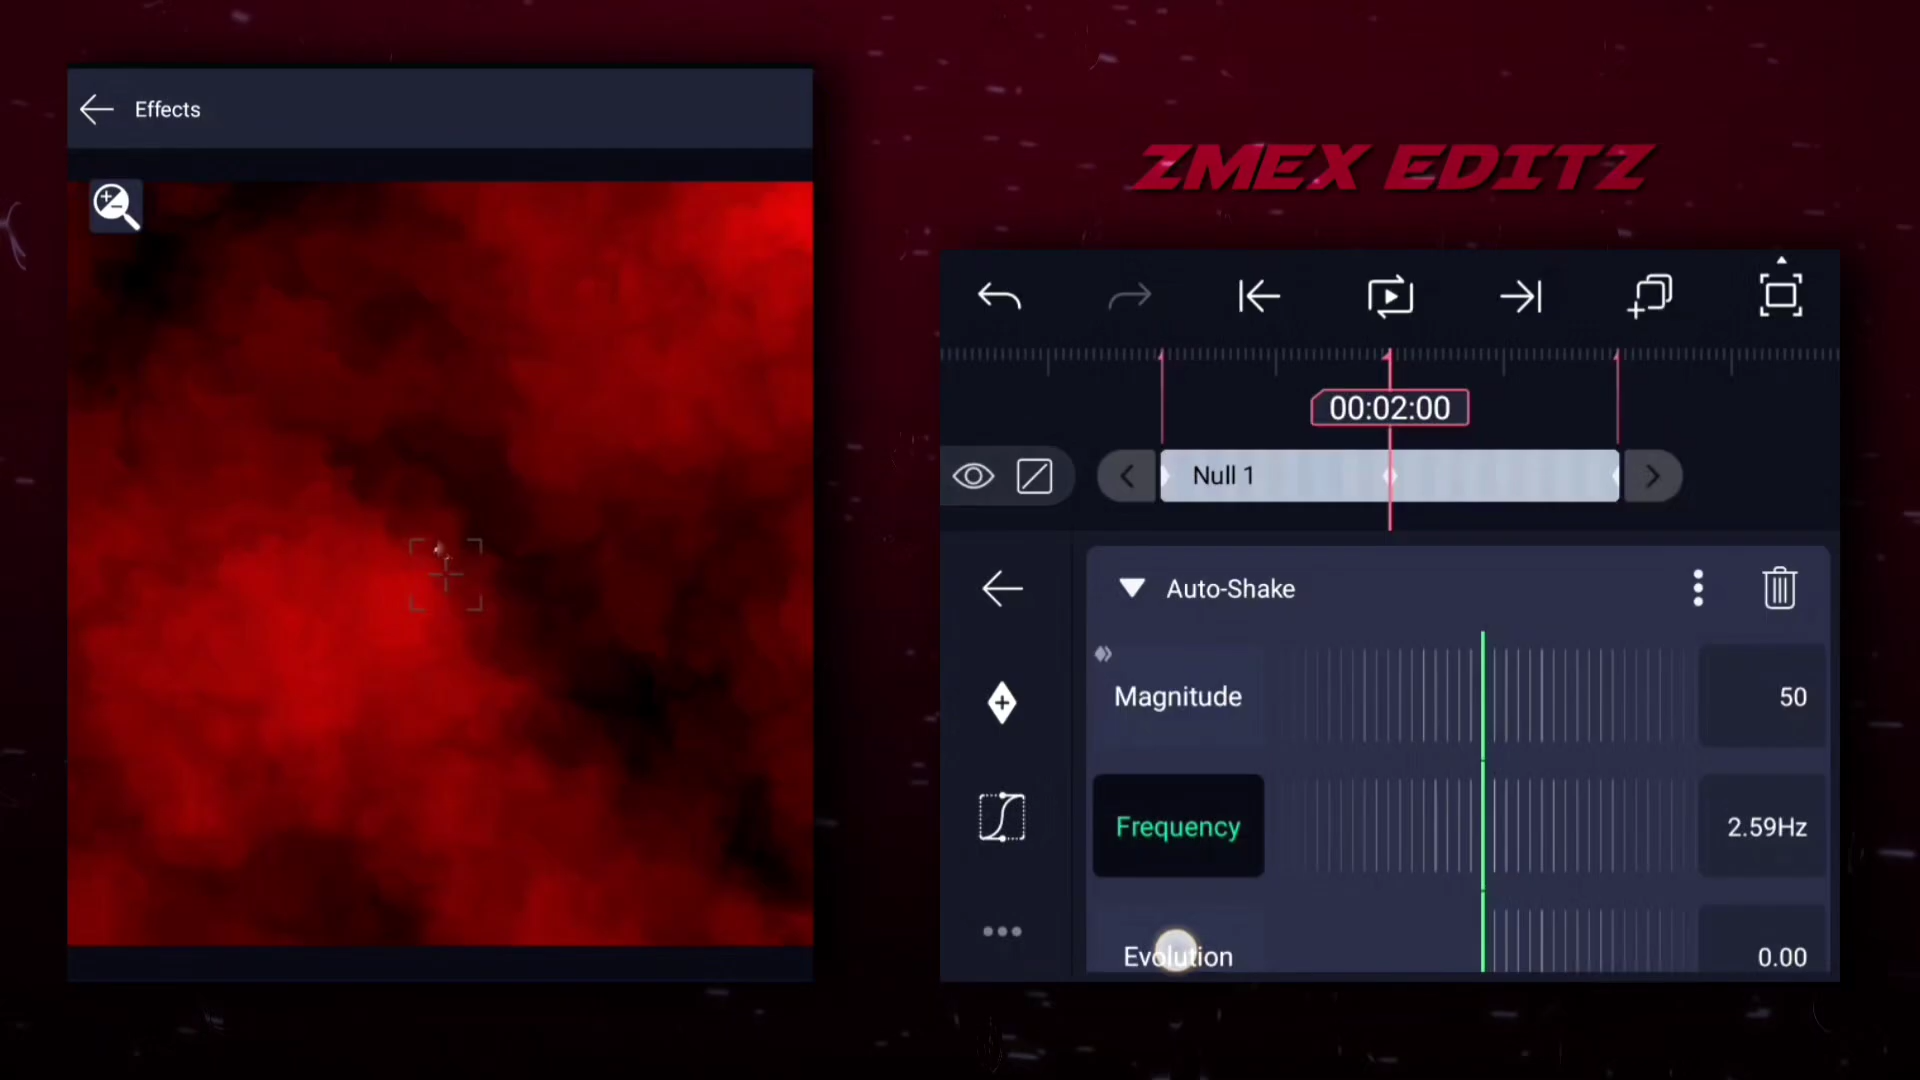 Effects
ZMEX EDITZ
00:02:00
Null 1
Auto-Shake
Magnitude 50
Frequency 2.59Hz
Evolution 0.00